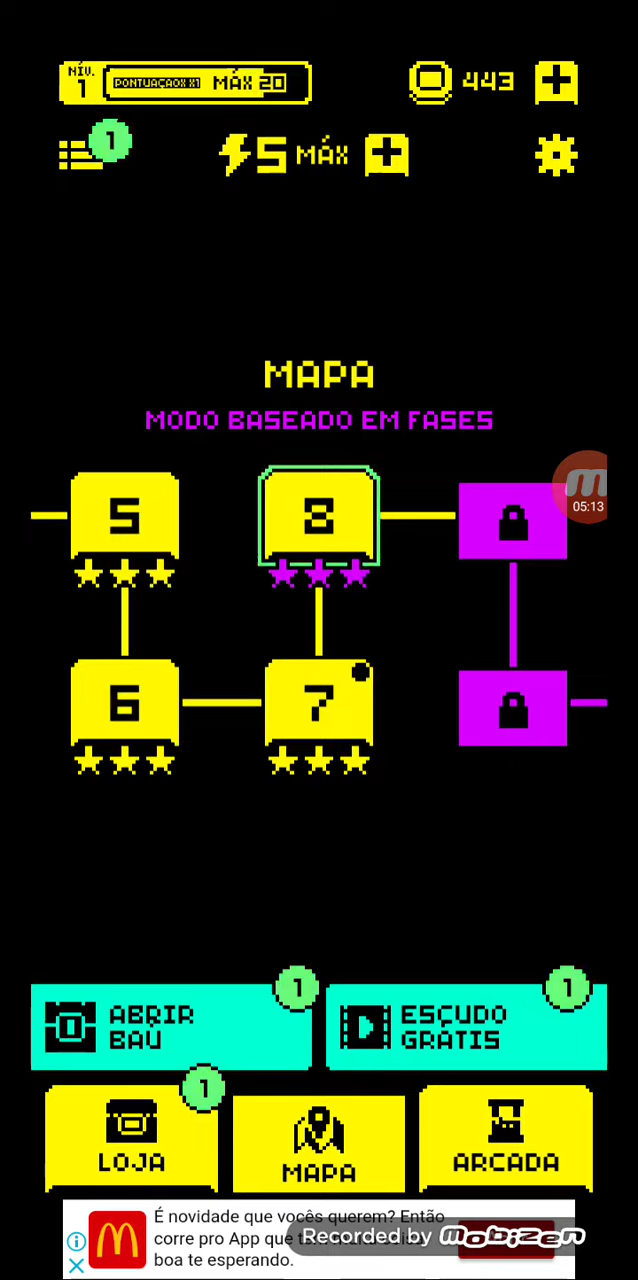 NÍV.
1
PONTUAÇÃOX X1 MÁX 20
443
1
5 MÁX
MAPA
MODO BASEADO EM FASES
5
8
05:13
6
7
1
1
ABRIR
BAÚ
ESCUDO
GRÁTIS
1
LOJA
MAPA
ARCADA
É novidade que vocês querem? Então
corre pro App que
boa te esperando.
Recorded by mobizen